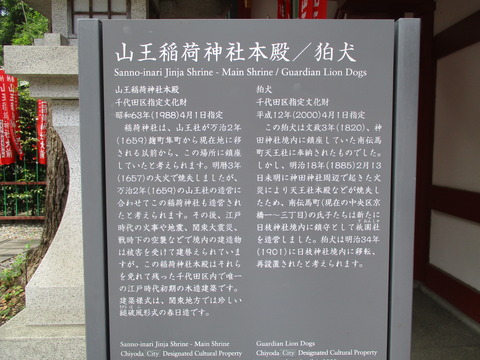 山王稲荷神社本殿／狛犬
Sanno-inari Jinja Shrine - Main Shrine / Guardian Lion Dogs
山王稲荷神社本殿
千代田区指定文化財
昭和63年(1988)4月1日指定
稲荷神社は、山王社が万治2年
(1659)麹町隼町から現在地に移
される以前から、この場所に鎮座
していたと考えられます。明暦3年
(1657)の大火で焼失しましたが、
万治2年(1659)の山王社の造営に
合わせてこの稲荷神社も造営され
たと考られます。その後、江戸
時代の火事や地震、関東大震災、
戦時下の空襲などで境内の建造物
は被害を受けて建替えられています
が、この稲荷神社本殿はそれら
を免れて残った千代田区内で唯一
の江戸時代初期の木造建築です。
建築様式は、関東地方では珍しい
縋破風形式の春日造です。
Sanno-inari Jinja Shrine - Main Shrine
Chiyoda City Designated Cultural Property
狛犬
千代田区指定文化財
平成12年(2000)4月1日指定
この狛犬は文政3年(1820)、神
田神社境内に鎮座していた南伝馬
町天王社に奉納されたものでした。
しかし、明治18年(1885)2月13
日未明に神田神社周辺で起きた火
災により天王社本殿などが焼失し
たため、南伝馬町(現在の中央区京
橋一～三丁目)の氏子たちは新たに
日枝神社境内に鎮守として祇園社
を造営しました。狛犬は明治34年
(1901)に日枝神社境内に移転、
再設置されたと考えられます。
Guardian Lion Dogs
Chiyoda City Designated Cultural Property